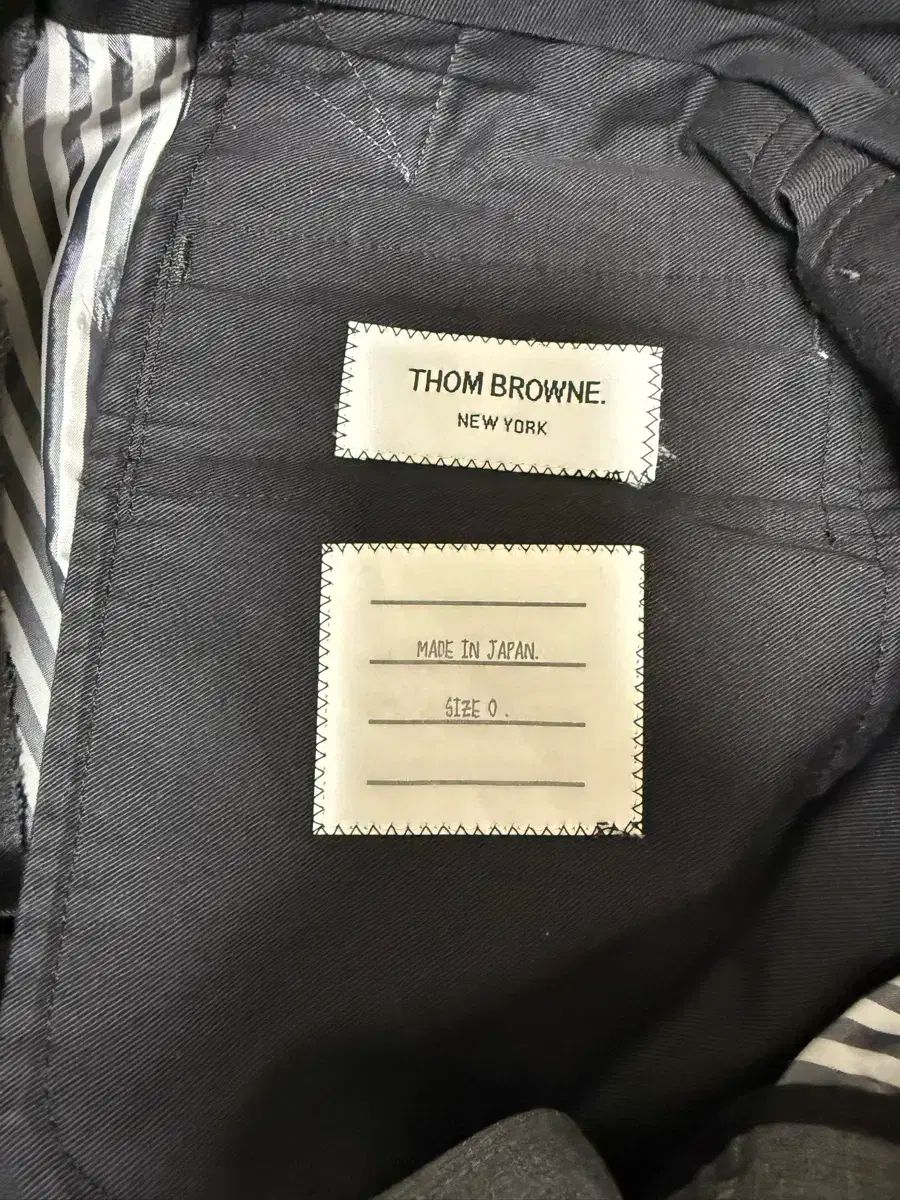 THOM BROWNE.
NEW YORK
MADE IN JAPAN.
SIZE 0.